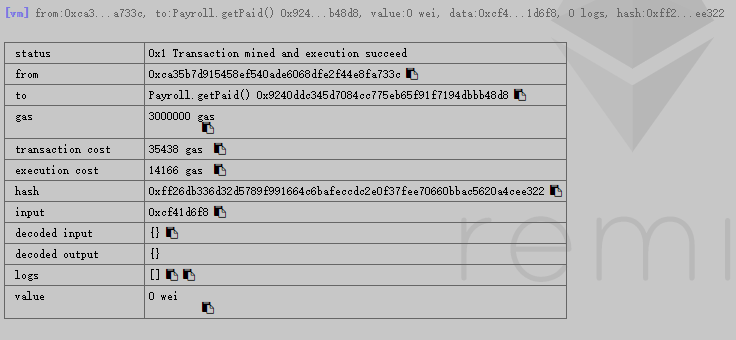 [vm] from:0xca3...a733c, to:Payroll.getPaid() 0x924...b48d8, value:0 wei, data:0xcf4...1d6f8, 0 logs, hash:0xff2...ee322
status 0x1 Transaction mined and execution succeed
from 0xca35b7d915458ef540ade6068dfe2f44e8fa733c
to Payroll.getPaid() 0x9240ddc345d7084cc775eb65f91f7194dbbb48d8
gas 3000000 gas
transaction cost 35438 gas
execution cost 14166 gas
hash 0xff26db336d32d5789f991664c6bafeccdc2e0f37fee70660bbac5620a4cee322
input 0xcf41d6f8
decoded input {}
decoded output {}
logs []
value 0 wei
remi